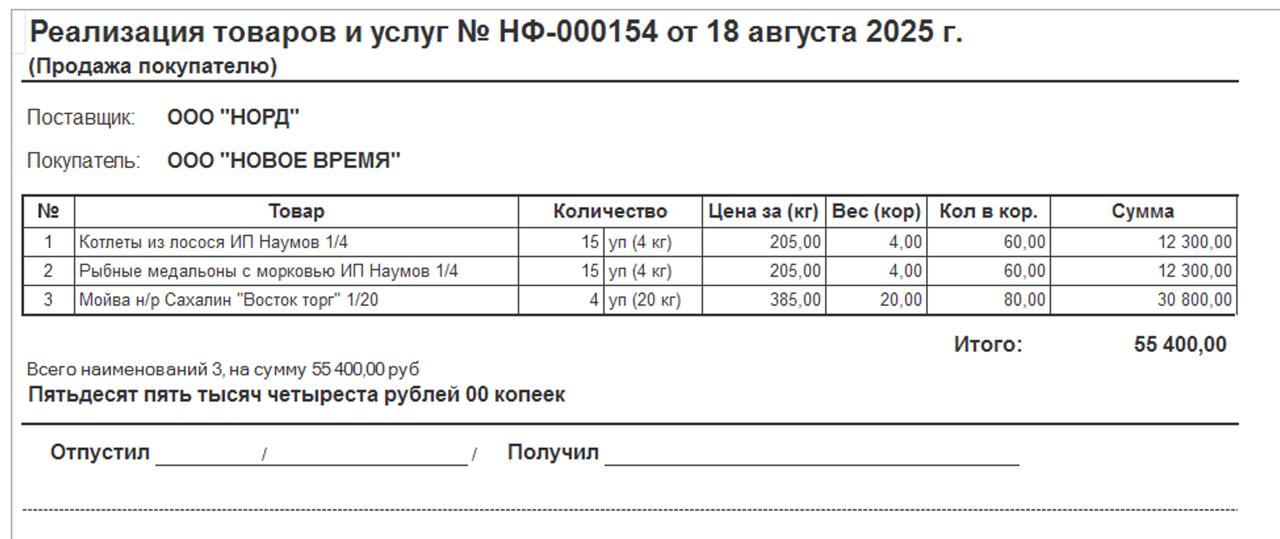 Реализация товаров и услуг № НФ-000154 от 18 августа 2025 г.
(Продажа покупателю)
Поставщик: ООО "НОРД"
Покупатель: ООО "НОВОЕ ВРЕМЯ"
№ Товар Количество Цена за (кг) Вес (кор) Кол в кор. Сумма
1 Котлеты из лосося ИП Наумов 1/4 15 уп (4 кг) 205,00 4,00 60,00 12 300,00
2 Рыбные медальоны с морковью ИП Наумов 1/4 15 уп (4 кг) 205,00 4,00 60,00 12 300,00
3 Мойва н/р Сахалин "Восток торг" 1/20 4 уп (20 кг) 385,00 20,00 80,00 30 800,00
Итого: 55 400,00
Всего наименований 3, на сумму 55 400,00 руб
Пятьдесят пять тысяч четыреста рублей 00 копеек
Отпустил / / Получил